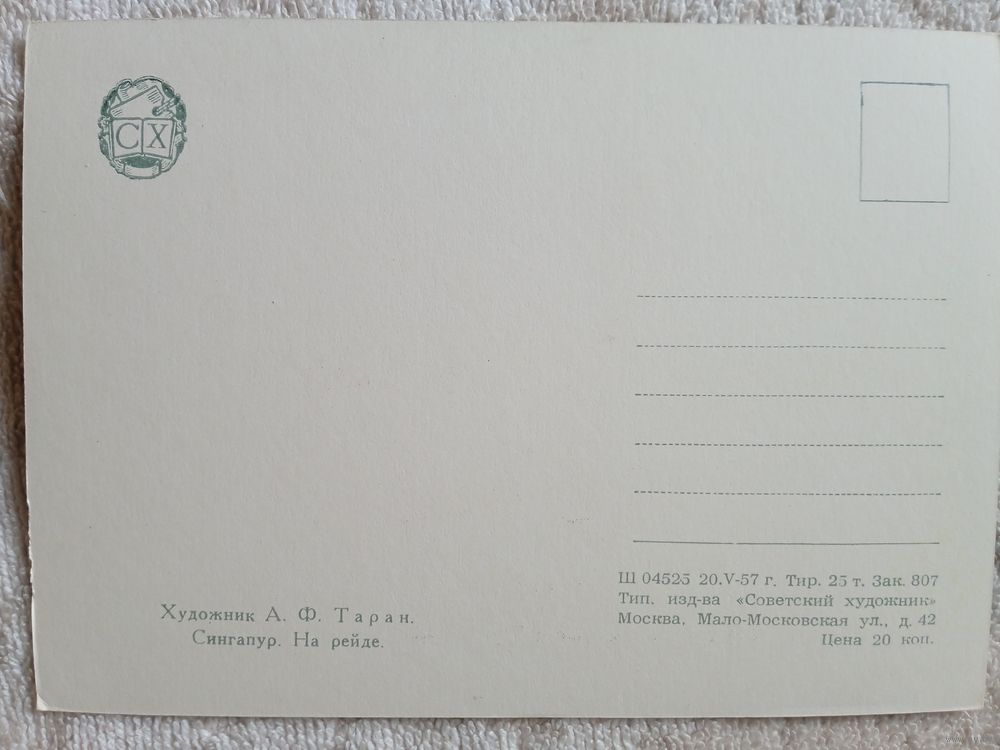 СХ
Художник А. Ф. Таран.
Сингапур. На рейде.
Ш 04525 20.V-57 г. Тир. 25 т. Зак. 807
Тип. изд-ва «Советский художник»
Москва, Мало-Московская ул., д. 42
Цена 20 коп.